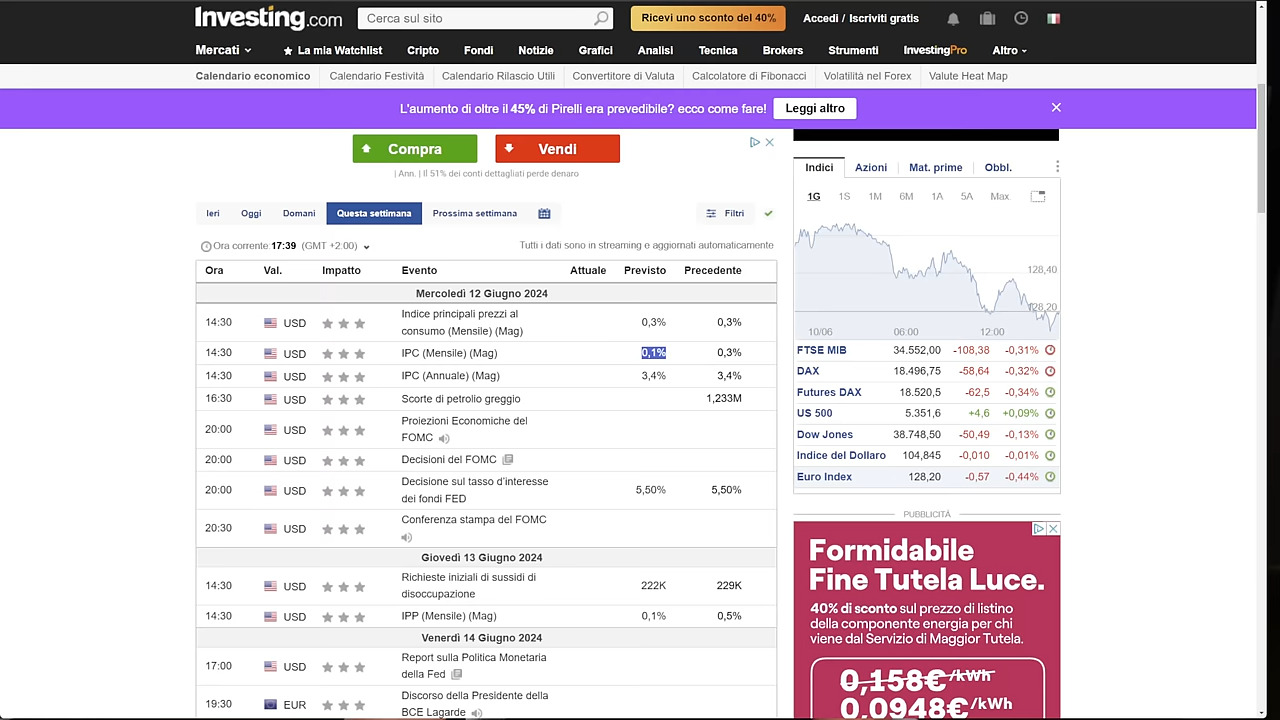 Investing.com
Cerca sul sito
Ricevi uno sconto del 40%
Accedi / Iscriviti gratis
Mercati
La mia Watchlist
Cripto
Fondi
Notizie
Grafici
Analisi
Tecnica
Brokers
Strumenti
InvestingPro
Altro
Calendario economico
Calendario Festività
Calendario Rilascio Utili
Convertitore di Valuta
Calcolatore di Fibonacci
Volatilità nel Forex
Valute Heat Map
L'aumento di oltre il 45% di Pirelli era prevedibile? ecco come fare!
Leggi altro
Compra
Vendi
| Ann. | Il 51% dei conti dettagliati perde denaro
Ieri
Oggi
Domani
Questa settimana
Prossima settimana
Filtri
Ora corrente: 17:39 (GMT +2:00)
Tutti i dati sono in streaming e aggiornati automaticamente
Ora Val. Impatto Evento Attuale Previsto Precedente
Mercoledì 12 Giugno 2024
14:30 USD Indice principali prezzi al 0,3% 0,3%
consumo (Mensile) (Mag)
14:30 USD IPC (Mensile) (Mag) 0,1% 0,3%
14:30 USD IPC (Annuale) (Mag) 3,4% 3,4%
16:30 USD Scorte di petrolio greggio 1,233M
20:00 USD Proiezioni Economiche del
FOMC
20:00 USD Decisioni del FOMC
20:00 USD Decisione sul tasso d'interesse 5,50% 5,50%
dei fondi FED
20:30 USD Conferenza stampa del FOMC
Giovedì 13 Giugno 2024
14:30 USD Richieste iniziali di sussidi di 222K 229K
disoccupazione
14:30 USD IPP (Mensile) (Mag) 0,1% 0,5%
Venerdì 14 Giugno 2024
17:00 USD Report sulla Politica Monetaria
della Fed
19:30 EUR Discorso della Presidente della
BCE Lagarde
Indici
Azioni
Mat. prime
Obbl.
1G 1S 1M 6M 1A 5A Max
128,40
128,20
10/06 06:00 12:00
FTSE MIB 34.552,00 -108,38 -0,31%
DAX 18.496,75 -58,64 -0,32%
Futures DAX 18.520,5 -62,5 -0,34%
US 500 5.351,6 +4,6 +0,09%
Dow Jones 38.748,50 -50,49 -0,13%
Indice del Dollaro 104,845 -0,010 -0,01%
Euro Index 128,20 -0,57 -0,44%
PUBBLICITÀ
Formidabile
Fine Tutela Luce.
40% di sconto sul prezzo di listino
della componente energia per chi
viene dal Servizio di Maggior Tutela.
0,158€/kWh
0,0948€/kWh